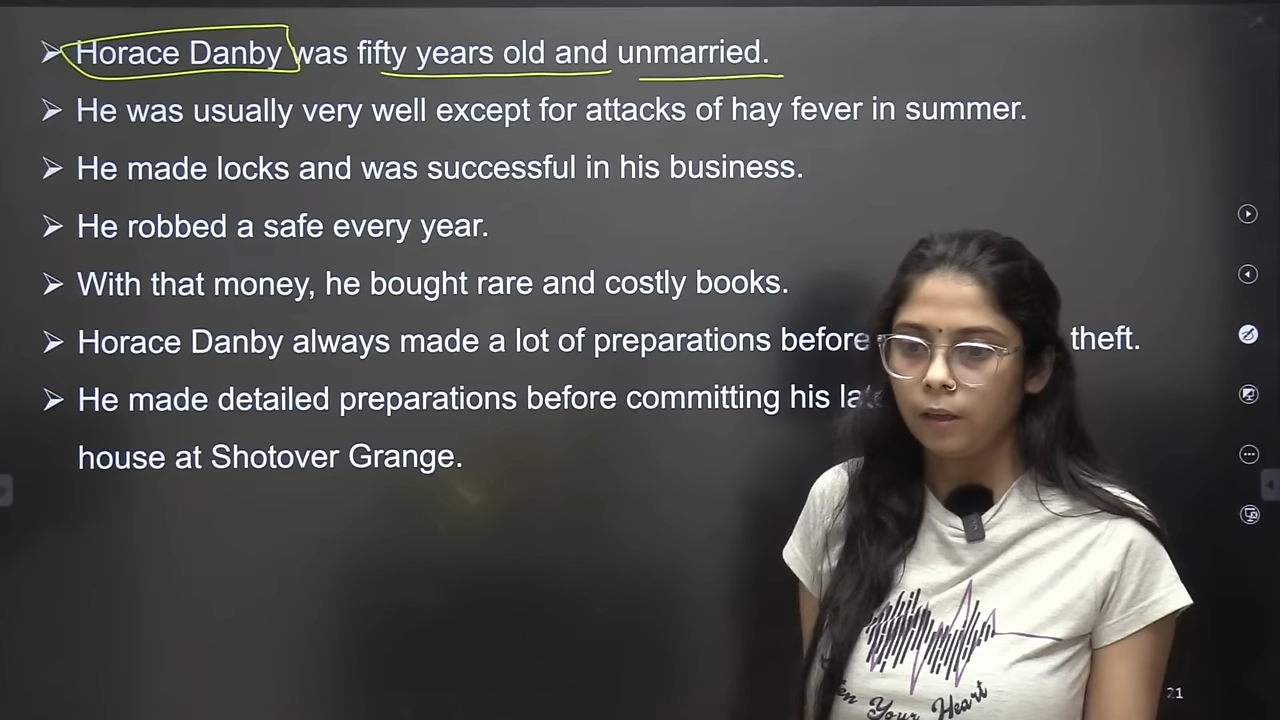 ➢ Horace Danby was fifty years old and unmarried.
➢ He was usually very well except for attacks of hay fever in summer.
➢ He made locks and was successful in his business.
➢ He robbed a safe every year.
➢ With that money, he bought rare and costly books.
➢ Horace Danby always made a lot of preparations before theft.
➢ He made detailed preparations before committing his
house at Shotover Grange.
Your Heart
21